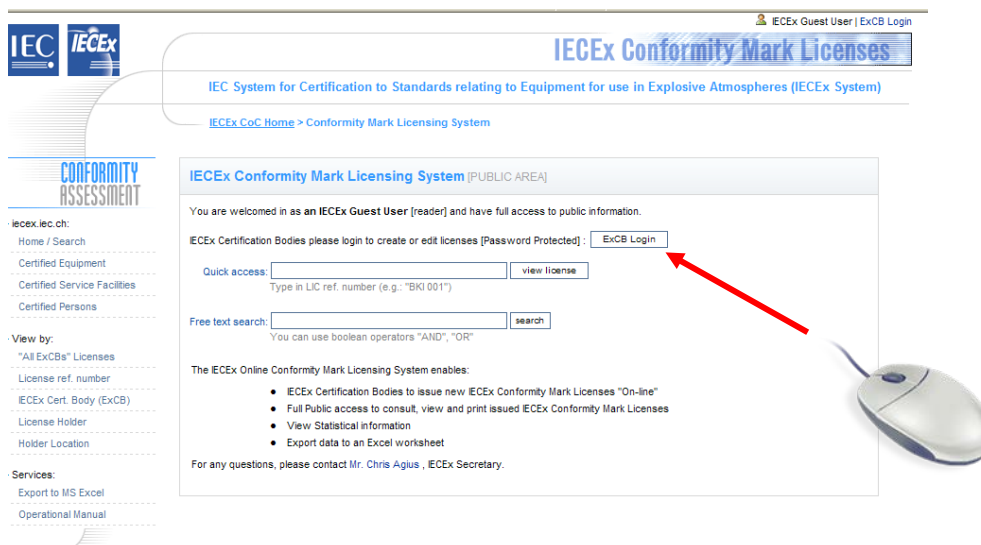 IECEx Guest User | ExCB Login
IEC IECEx
IECEx Conformity Mark Licenses
IEC System for Certification to Standards relating to Equipment for use in Explosive Atmospheres (IECEx System)
IECEx CoC Home > Conformity Mark Licensing System
CONFORMITY
ASSESSMENT
iecex.iec.ch:
Home / Search
Certified Equipment
Certified Service Facilities
Certified Persons
View by:
"All ExCBs" Licenses
License ref. number
IECEx Cert. Body (ExCB)
License Holder
Holder Location
Services:
Export to MS Excel
Operational Manual
IECEx Conformity Mark Licensing System [PUBLIC AREA]
You are welcomed in as an IECEx Guest User [reader] and have full access to public information.
IECEx Certification Bodies please login to create or edit licenses [Password Protected] : ExCB Login
Quick access: view license
Type in LIC ref. number (e.g.: "BKI 001")
Free text search: search
You can use boolean operators "AND", "OR"
The IECEx Online Conformity Mark Licensing System enables:
● IECEx Certification Bodies to issue new IECEx Conformity Mark Licenses "On-line"
● Full Public access to consult, view and print issued IECEx Conformity Mark Licenses
● View Statistical information
● Export data to an Excel worksheet
For any questions, please contact Mr. Chris Agius , IECEx Secretary.